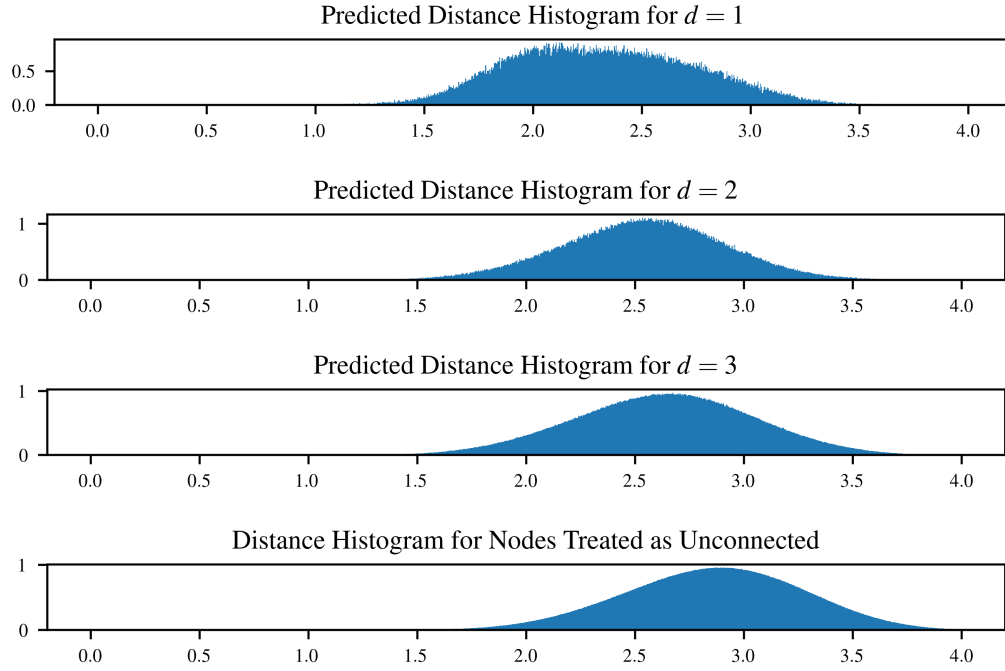 Predicted Distance Histogram for d = 1
0.5
0.0
0.0 0.5 1.0 1.5 2.0 2.5 3.0 3.5 4.0
Predicted Distance Histogram for d = 2
1
0
0.0 0.5 1.0 1.5 2.0 2.5 3.0 3.5 4.0
Predicted Distance Histogram for d = 3
1
0
0.0 0.5 1.0 1.5 2.0 2.5 3.0 3.5 4.0
Distance Histogram for Nodes Treated as Unconnected
1
0
0.0 0.5 1.0 1.5 2.0 2.5 3.0 3.5 4.0